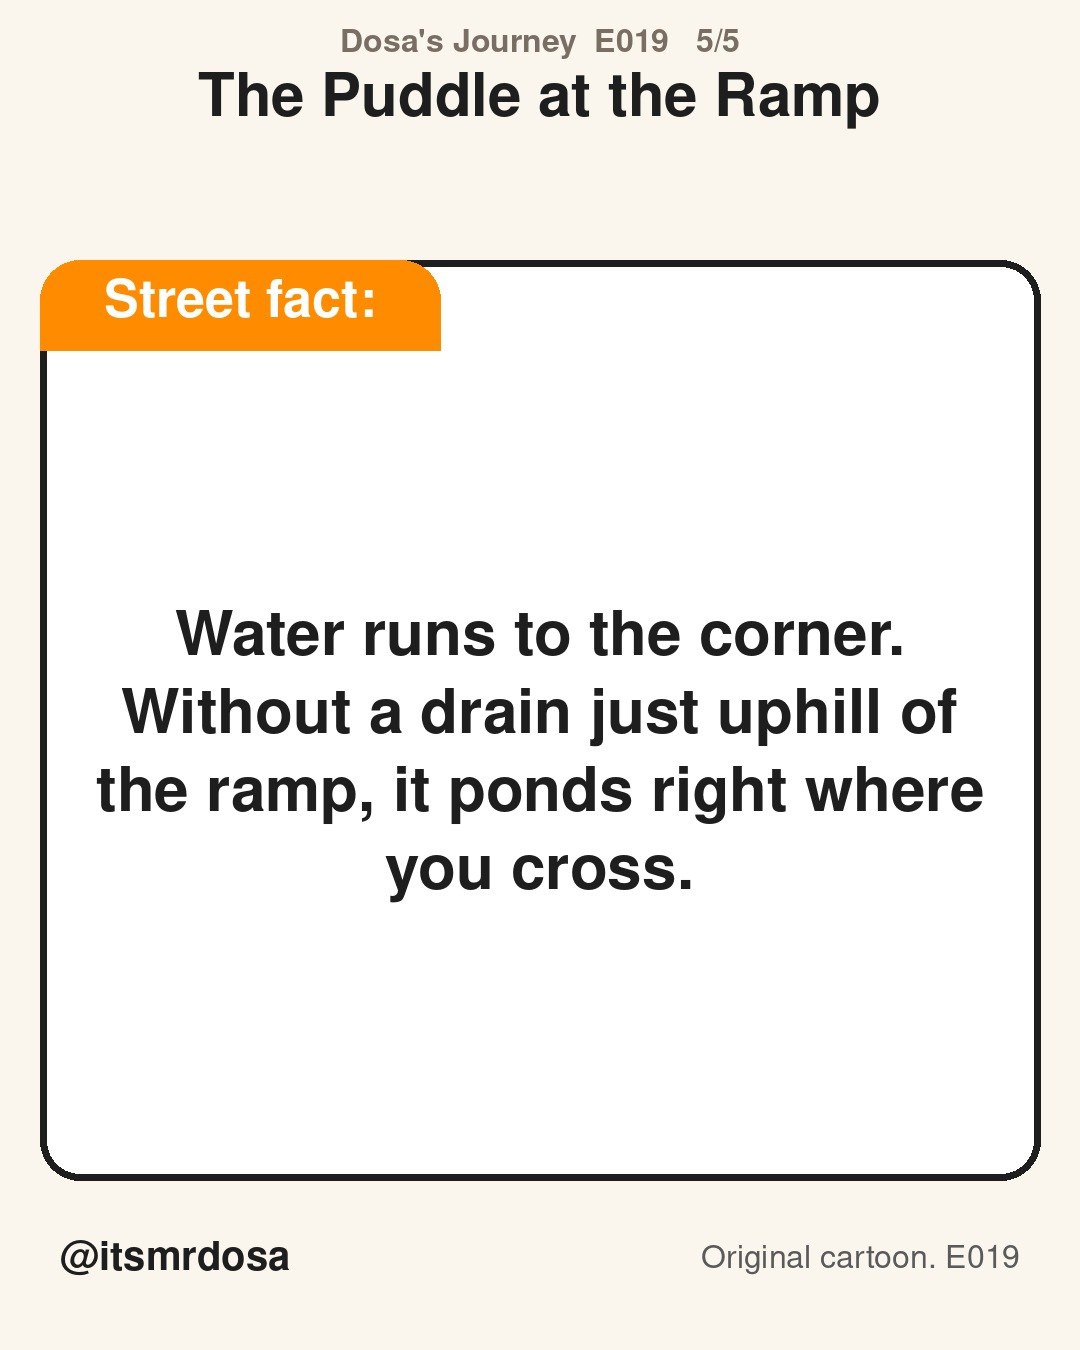 Dosa's Journey E019 5/5
The Puddle at the Ramp
Street fact:
Water runs to the corner.
Without a drain just uphill of
the ramp, it ponds right where
you cross.
@itsmrdosa
Original cartoon. E019